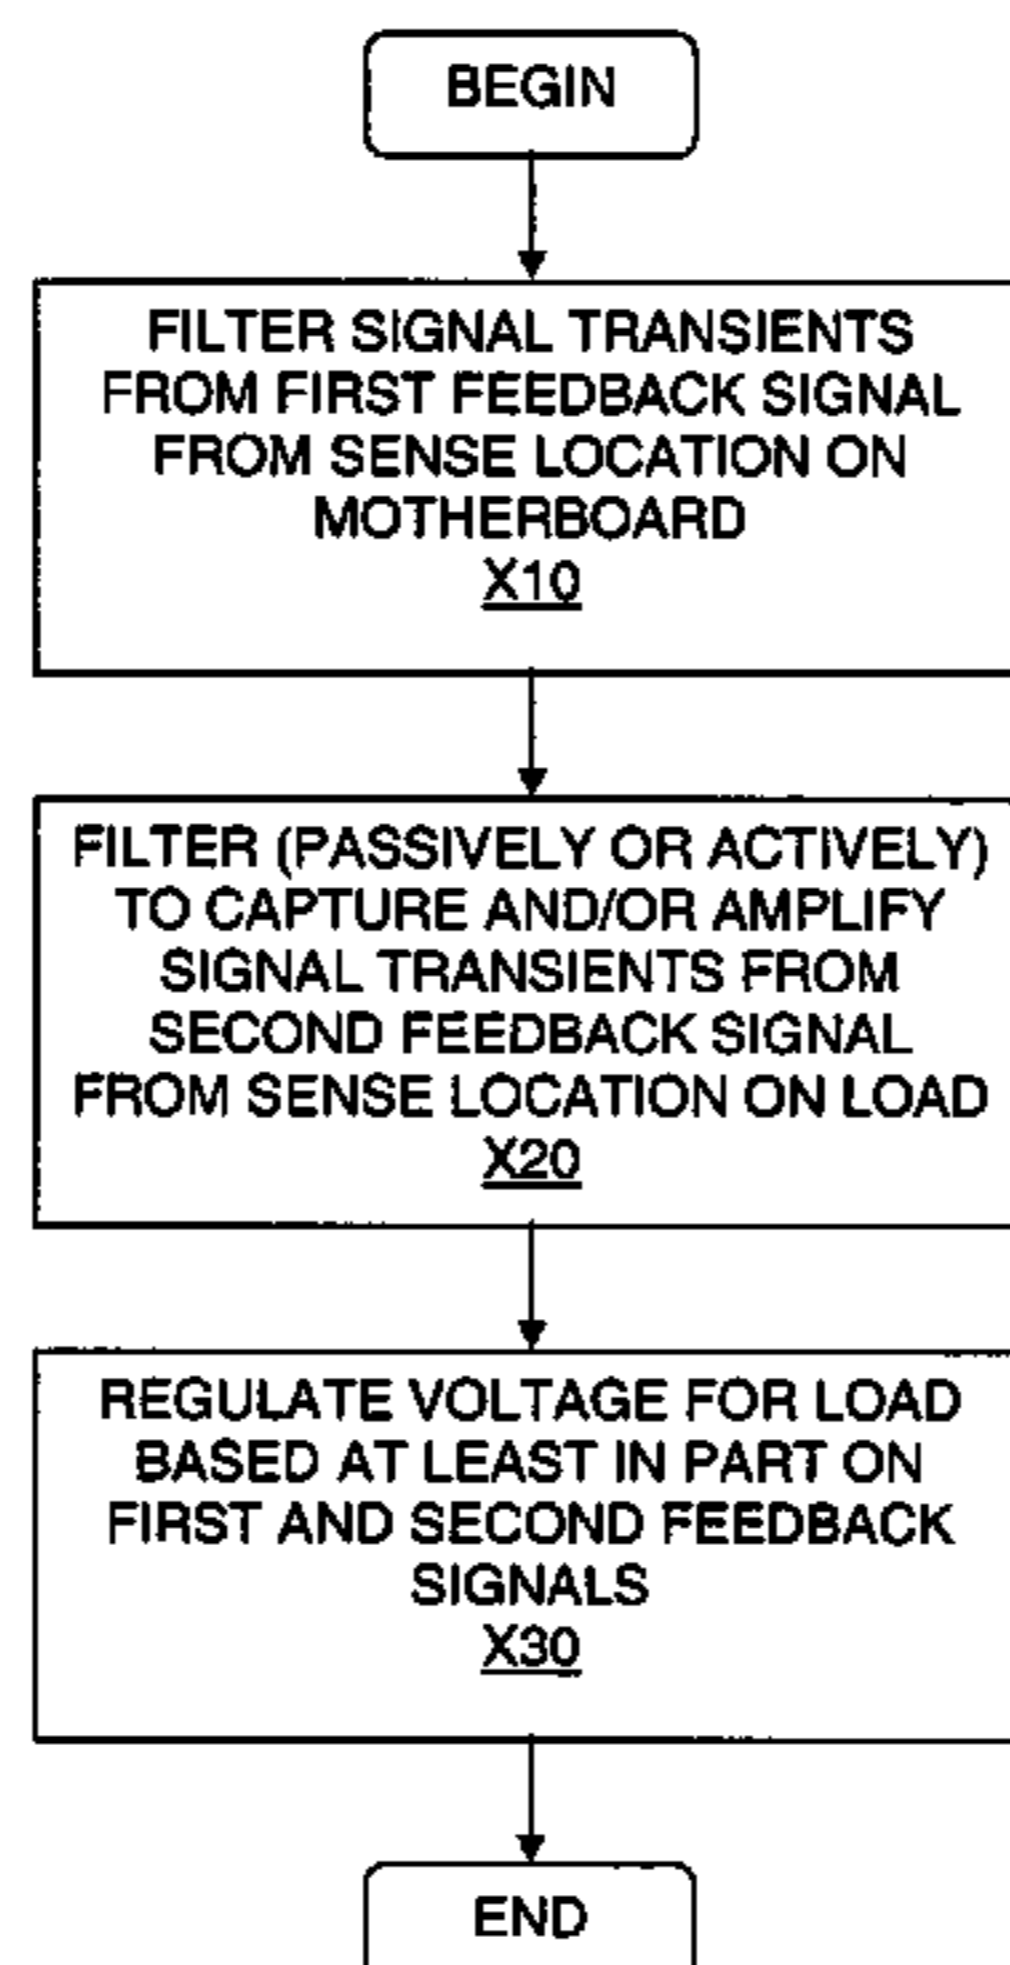 BEGIN
FILTER SIGNAL TRANSIENTS
FROM FIRST FEEDBACK SIGNAL
FROM SENSE LOCATION ON
MOTHERBOARD
X10
FILTER (PASSIVELY OR ACTIVELY)
TO CAPTURE AND/OR AMPLIFY
SIGNAL TRANSIENTS FROM
SECOND FEEDBACK SIGNAL
FROM SENSE LOCATION ON LOAD
X20
REGULATE VOLTAGE FOR LOAD
BASED AT LEAST IN PART ON
FIRST AND SECOND FEEDBACK
SIGNALS
X30
END